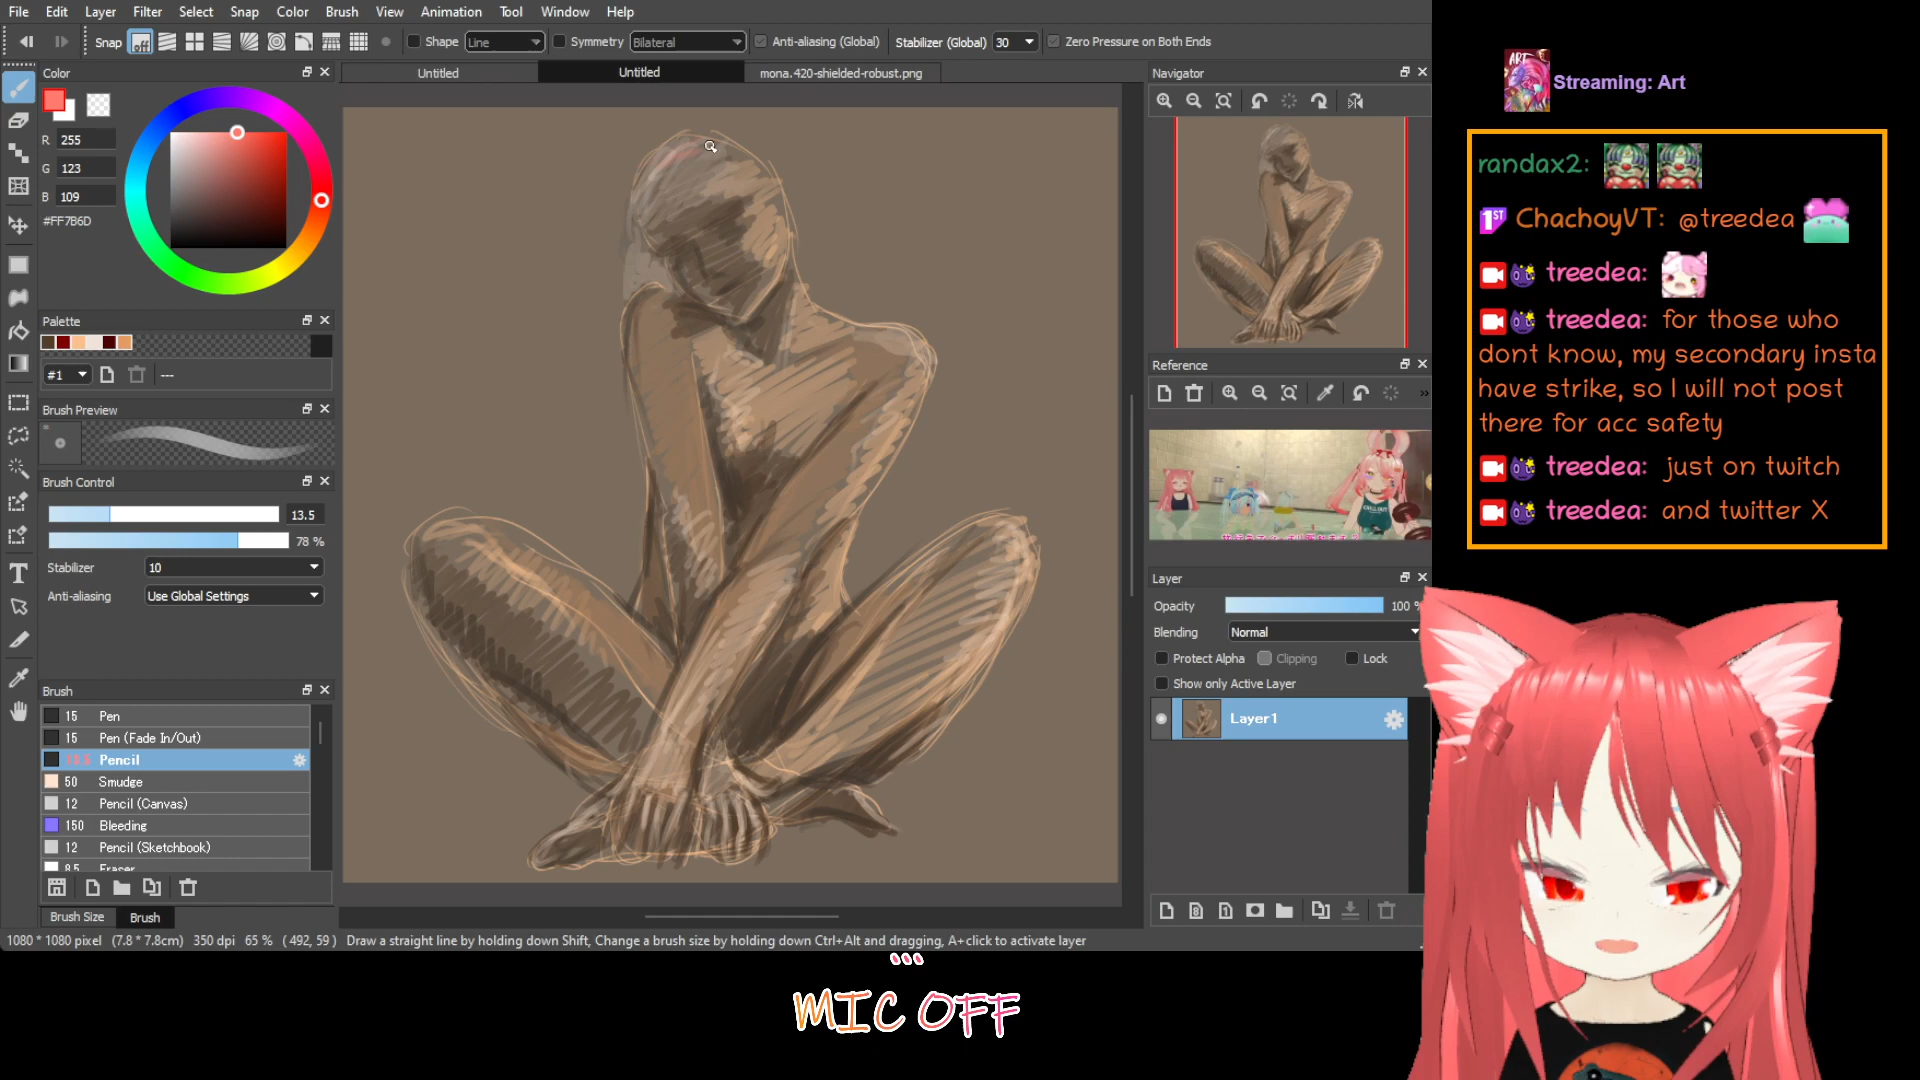 File Edit Layer Filter Select Snap Color Brush View Animation Tool Window Help
Snap off Shape Line Symmetry Bilateral Anti-aliasing (Global) Stabilizer (Global) 30 Zero Pressure on Both Ends
Color
R 255
G 123
B 109
#FF7B6D
Palette
#1 ---
Brush Preview
Brush Control
13.5
78 %
Stabilizer 10
Anti-aliasing Use Global Settings
Brush
15 Pen
15 Pen (Fade In/Out)
13.5 Pencil
50 Smudge
12 Pencil (Canvas)
150 Bleeding
12 Pencil (Sketchbook)
8.5 Eraser
Brush Size Brush
Untitled Untitled mona.420-shielded-robust.png
Navigator
Reference
Layer
Opacity 100 %
Blending Normal
Protect Alpha Clipping Lock
Show only Active Layer
Layer1
1080 * 1080 pixel (7.8 * 7.8cm) 350 dpi 65 % ( 492, 59 ) Draw a straight line by holding down Shift, Change a brush size by holding down Ctrl+Alt and dragging, A+click to activate layer
MIC OFF
ART
Streaming: Art
randax2:
1ST ChachoyVT: @treedea
treedea:
treedea: for those who
dont know, my secondary insta
have strike, so I will not post
there for acc safety
treedea: just on twitch
treedea: and twitter X